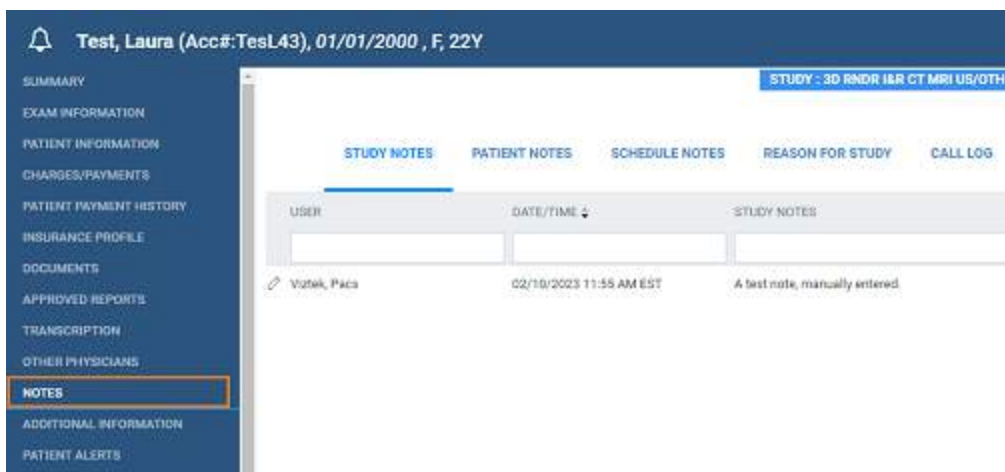 Test, Laura (Acc#:TesL43), 01/01/2000 , F, 22Y
STUDY : 3D RNDR I&R CT MRI US/OTH
SUMMARY
EXAM INFORMATION
PATIENT INFORMATION
CHARGES/PAYMENTS
PATIENT PAYMENT HISTORY
INSURANCE PROFILE
DOCUMENTS
APPROVED REPORTS
TRANSCRIPTION
OTHER PHYSICIANS
NOTES
ADDITIONAL INFORMATION
PATIENT ALERTS
STUDY NOTES PATIENT NOTES SCHEDULE NOTES REASON FOR STUDY CALL LOG
USER DATE/TIME STUDY NOTES
Viztek, Pacs 02/10/2023 11:55 AM EST A test note, manually entered.